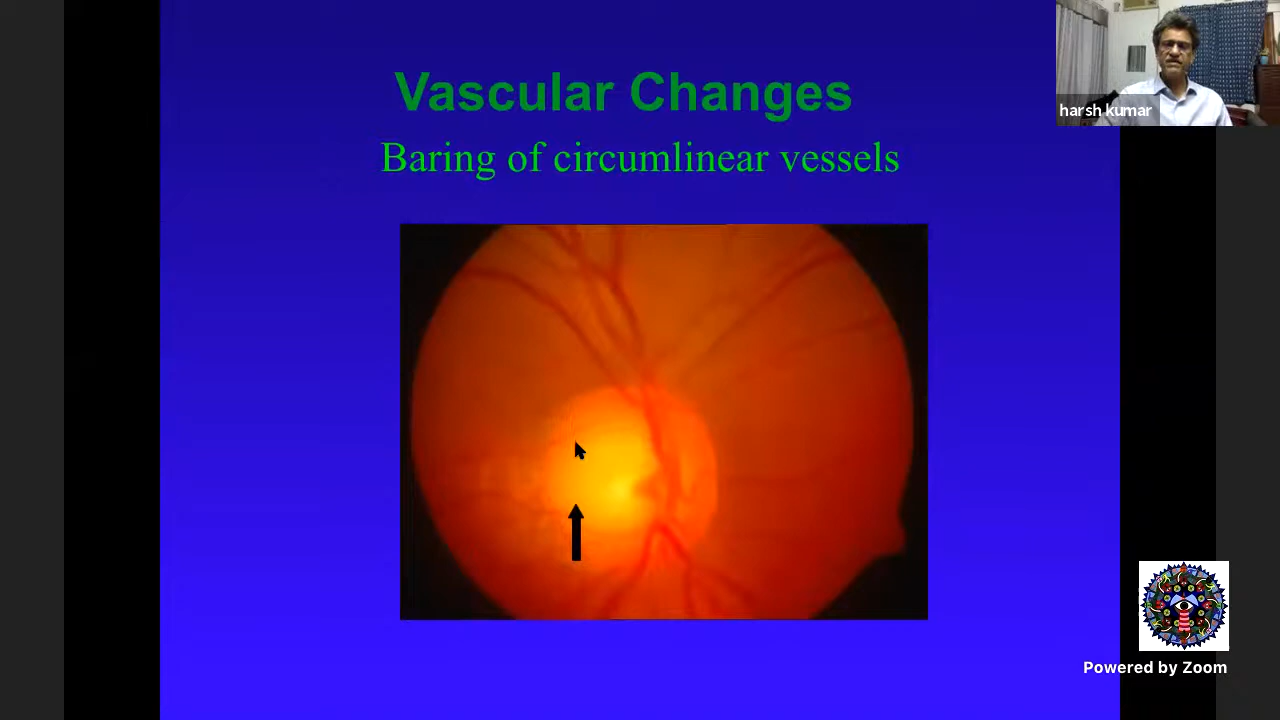 Vascular Changes
Baring of circumlinear vessels
harsh kumar
Powered by Zoom